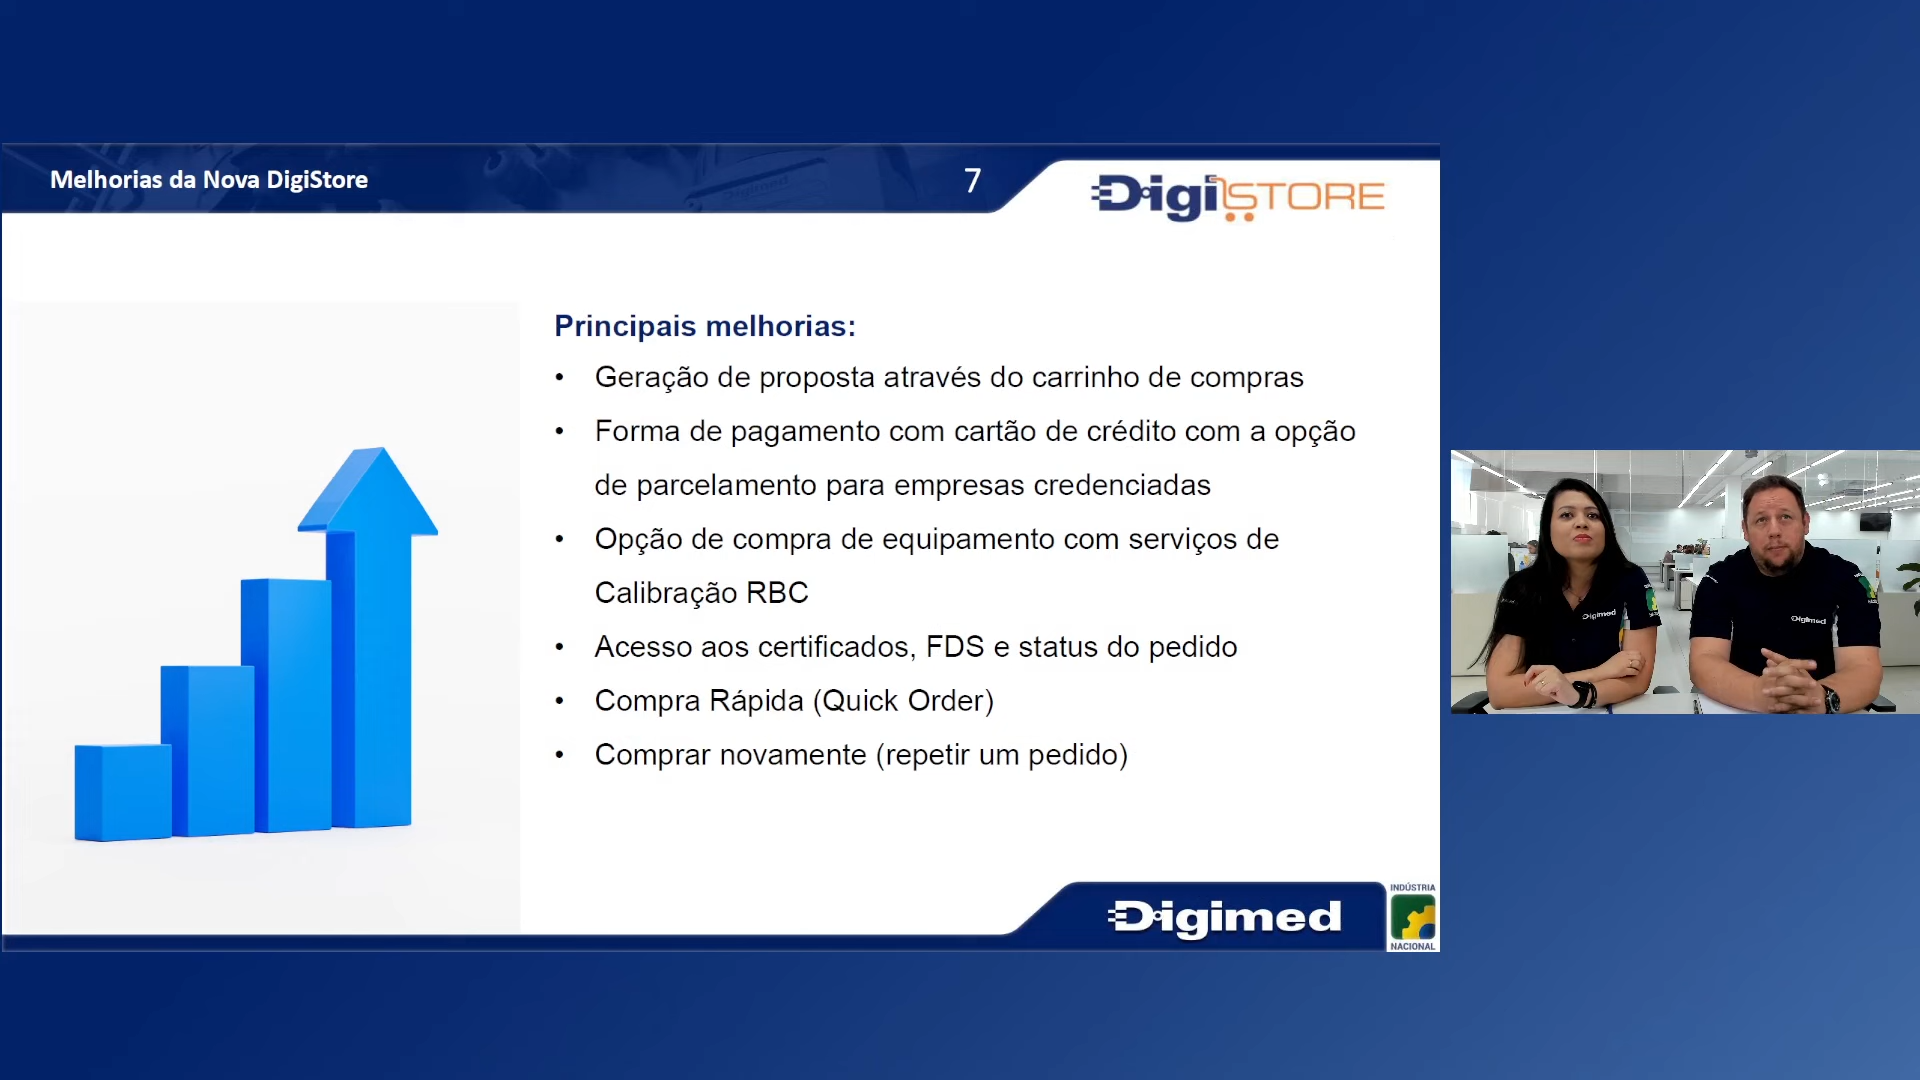 Melhorias da Nova DigiStore
7
DigiSTORE
Principais melhorias:
• Geração de proposta através do carrinho de compras
• Forma de pagamento com cartão de crédito com a opção
de parcelamento para empresas credenciadas
• Opção de compra de equipamento com serviços de
Calibração RBC
• Acesso aos certificados, FDS e status do pedido
• Compra Rápida (Quick Order)
• Comprar novamente (repetir um pedido)
Digimed
INDÚSTRIA
NACIONAL
Digimed
Digimed